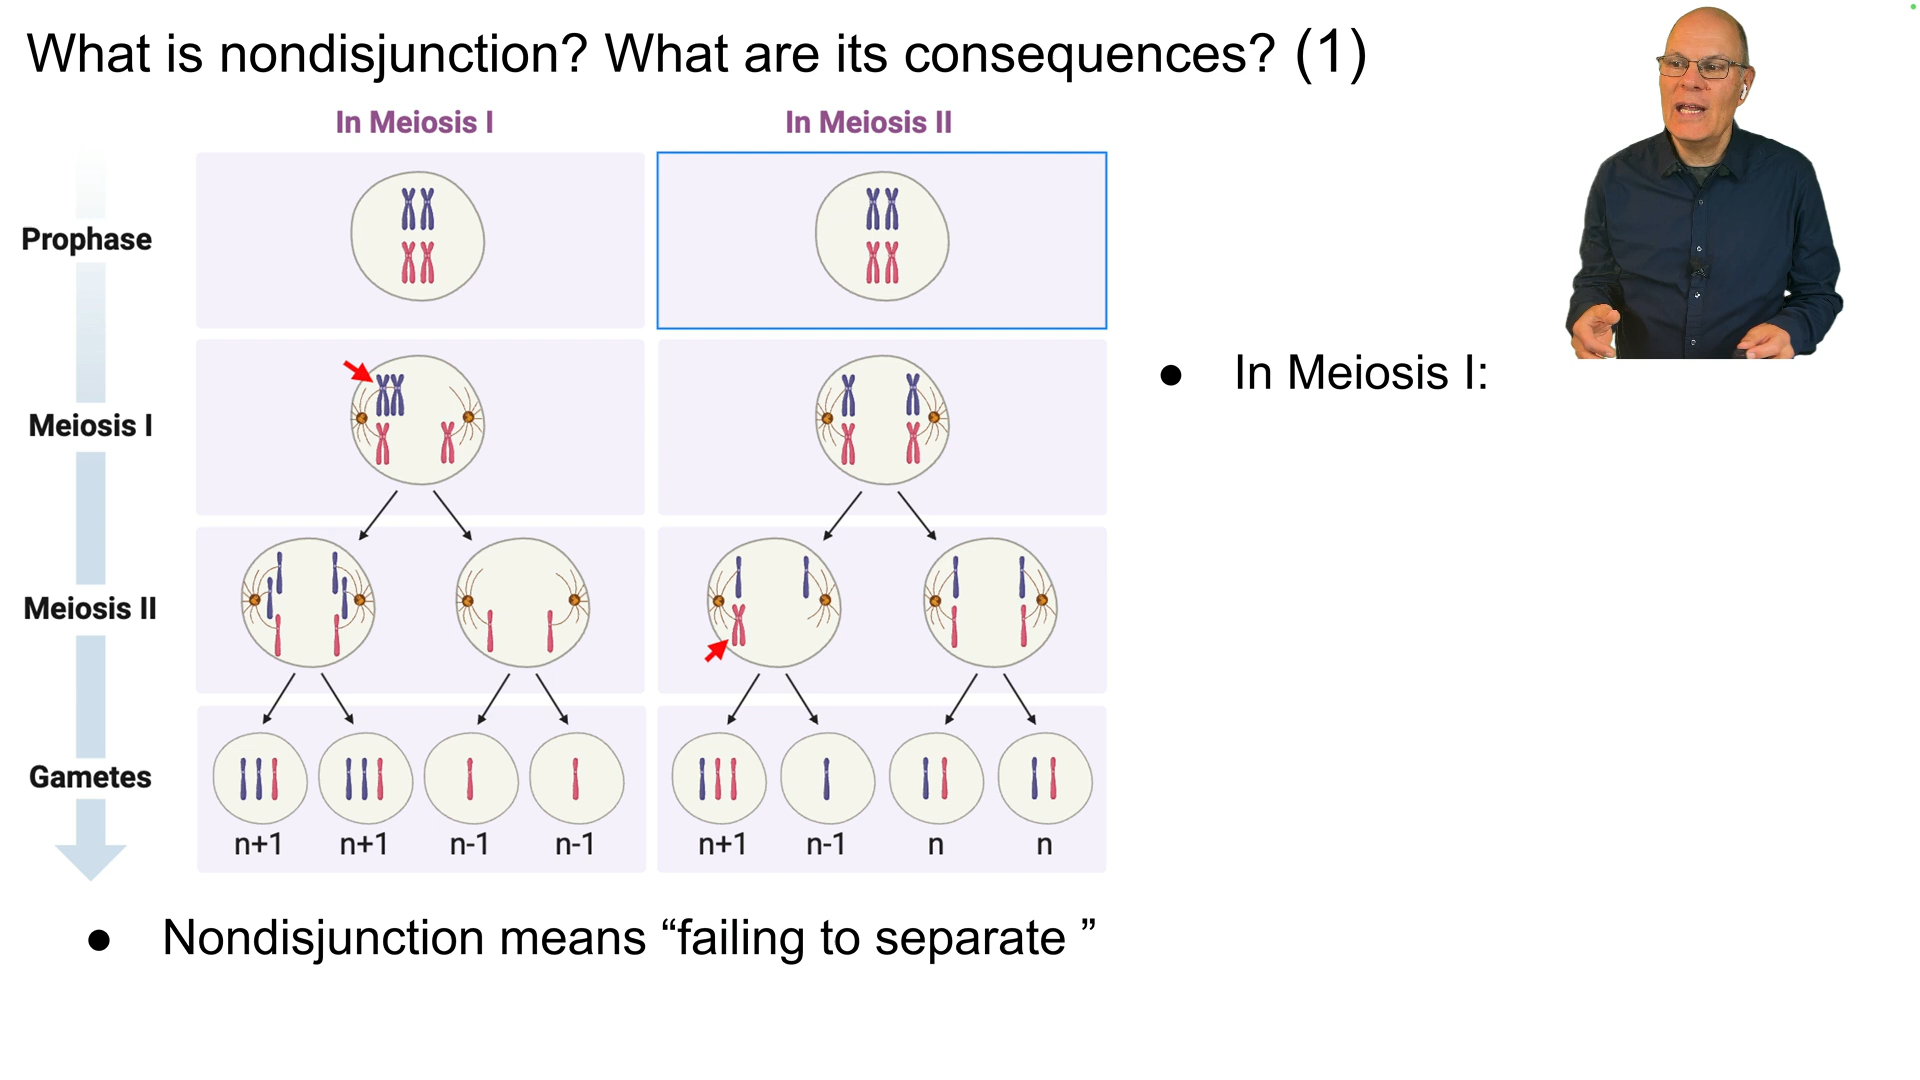 What is nondisjunction? What are its consequences? (1)
In Meiosis I
In Meiosis II
Prophase
Meiosis I
● In Meiosis I:
Meiosis II
Gametes
n+1 n+1 n-1 n-1
n+1 n-1 n n
● Nondisjunction means “failing to separate ”